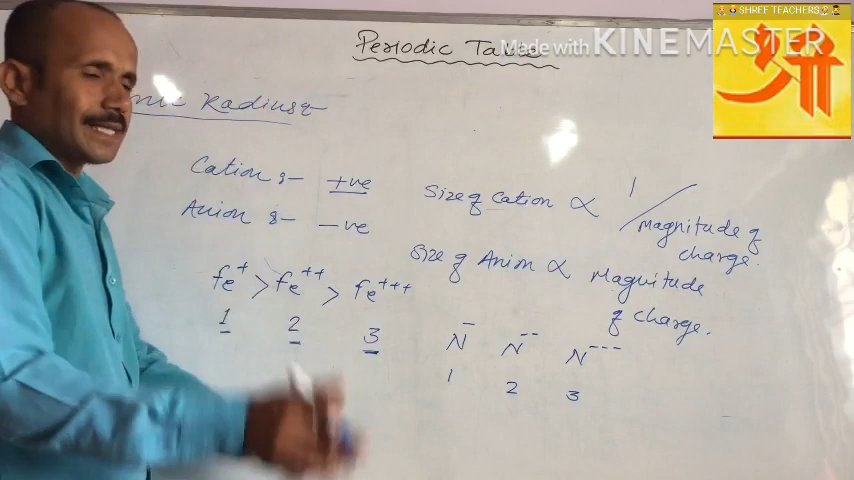 SHREE TEACHERS
Made with KINEMASTER
श्री
Periodic Table
Radius:-
Cation :- +ve
Anion :- -ve
Size of Cation ∝ 1 / Magnitude of charge.
Size of Anion ∝ Magnitude of charge.
fe⁺ > fe⁺⁺ > fe⁺⁺⁺
1 2 3
N⁻ N⁻⁻ N⁻⁻⁻
1 2 3